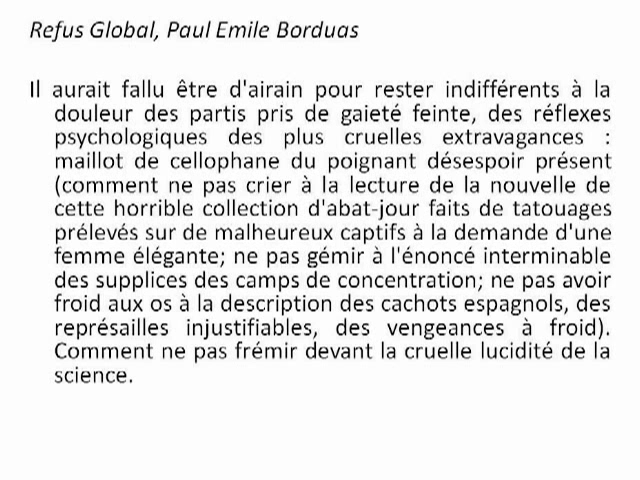 Refus Global, Paul Emile Borduas
Il aurait fallu être d'airain pour rester indifférents à la
douleur des partis pris de gaieté feinte, des réflexes
psychologiques des plus cruelles extravagances :
maillot de cellophane du poignant désespoir présent
(comment ne pas crier à la lecture de la nouvelle de
cette horrible collection d'abat-jour faits de tatouages
prélevés sur de malheureux captifs à la demande d'une
femme élégante; ne pas gémir à l'énoncé interminable
des supplices des camps de concentration; ne pas avoir
froid aux os à la description des cachots espagnols, des
représailles injustifiables, des vengeances à froid).
Comment ne pas frémir devant la cruelle lucidité de la
science.